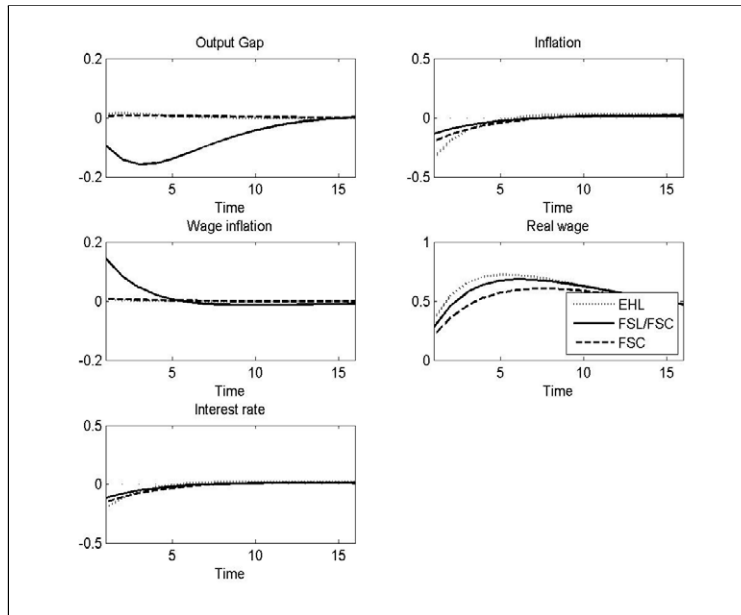 Output Gap
0.2
0
-0.2
5
10
15
Time
Inflation
0.5
0
-0.5
5
10
15
Time
Wage inflation
0.2
0
-0.2
5
10
15
Time
Real wage
1
0.5
0
EHL
FSL/FSC
FSC
5
10
15
Time
Interest rate
0.5
0
-0.5
5
10
15
Time